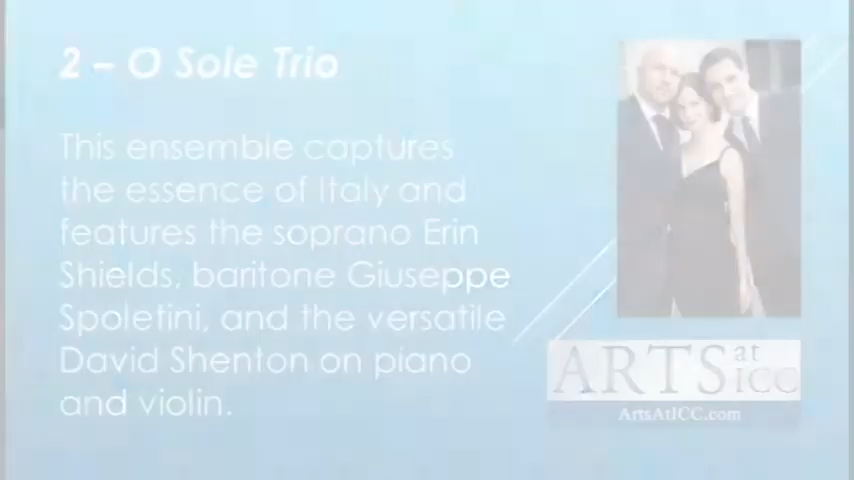 2 – O Sole Trio
This ensemble captures
the essence of Italy and
features the soprano Erin
Shields, baritone Giuseppe
Spoletini, and the versatile
David Shenton on piano
and violin.
ARTS at ICC
ArtsAtICC.com